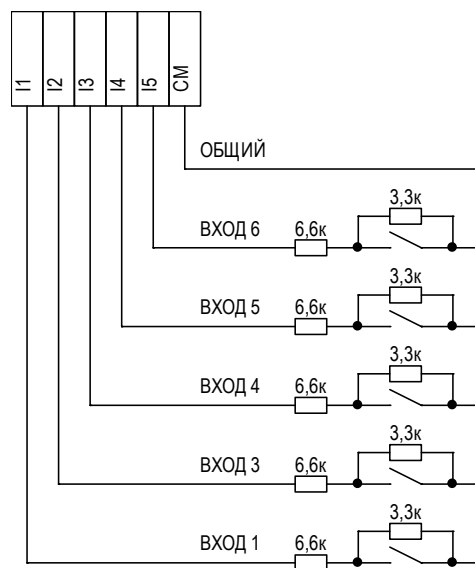 I1 I2 I3 I4 I5 CM
ОБЩИЙ
3,3к
ВХОД 6 6,6к
3,3к
ВХОД 5 6,6к
3,3к
ВХОД 4 6,6к
3,3к
ВХОД 3 6,6к
3,3к
ВХОД 1 6,6к